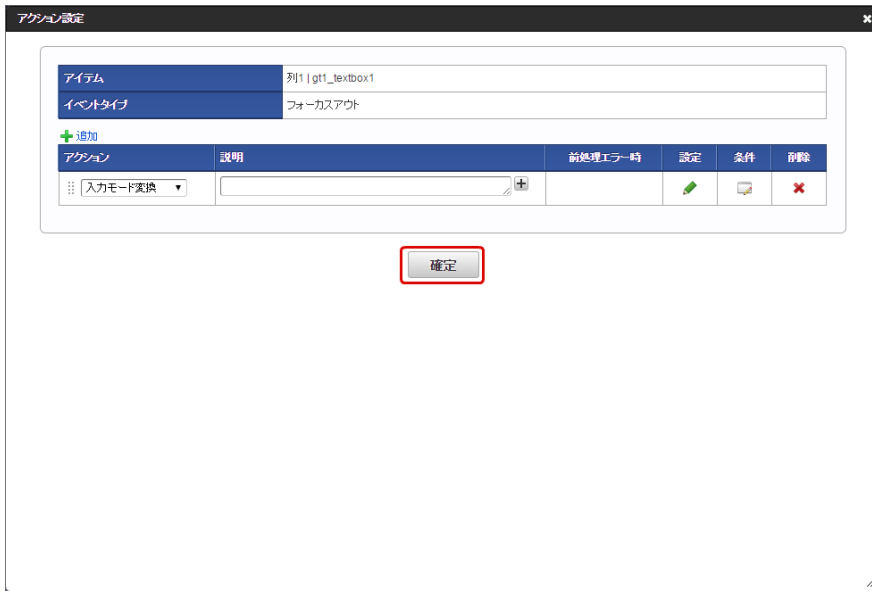 アクション設定
アイテム 列1 | gt1_textbox1
イベントタイプ フォーカスアウト
追加
アクション 説明 前処理エラー時 設定 条件 削除
入力モード変換
確定